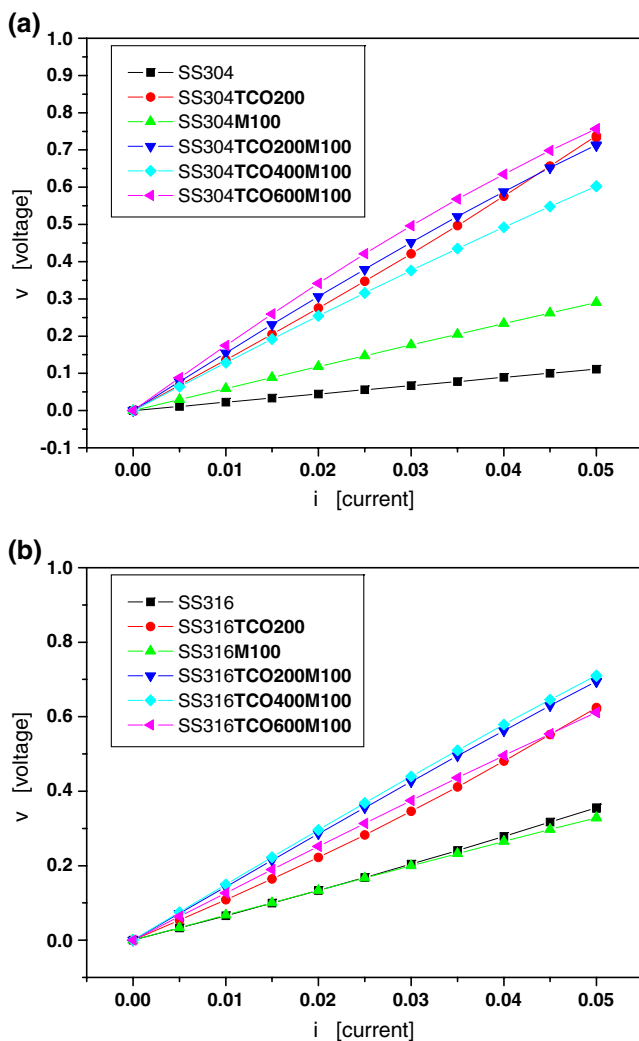 (a)
1.0
0.9
0.8
0.7
0.6
0.5
0.4
0.3
0.2
0.1
0.0
-0.1
v [voltage]
SS304
SS304TCO200
SS304M100
SS304TCO200M100
SS304TCO400M100
SS304TCO600M100
0.00 0.01 0.02 0.03 0.04 0.05
i [current]
(b)
1.0
0.8
0.6
0.4
0.2
0.0
v [voltage]
SS316
SS316TCO200
SS316M100
SS316TCO200M100
SS316TCO400M100
SS316TCO600M100
0.00 0.01 0.02 0.03 0.04 0.05
i [current]